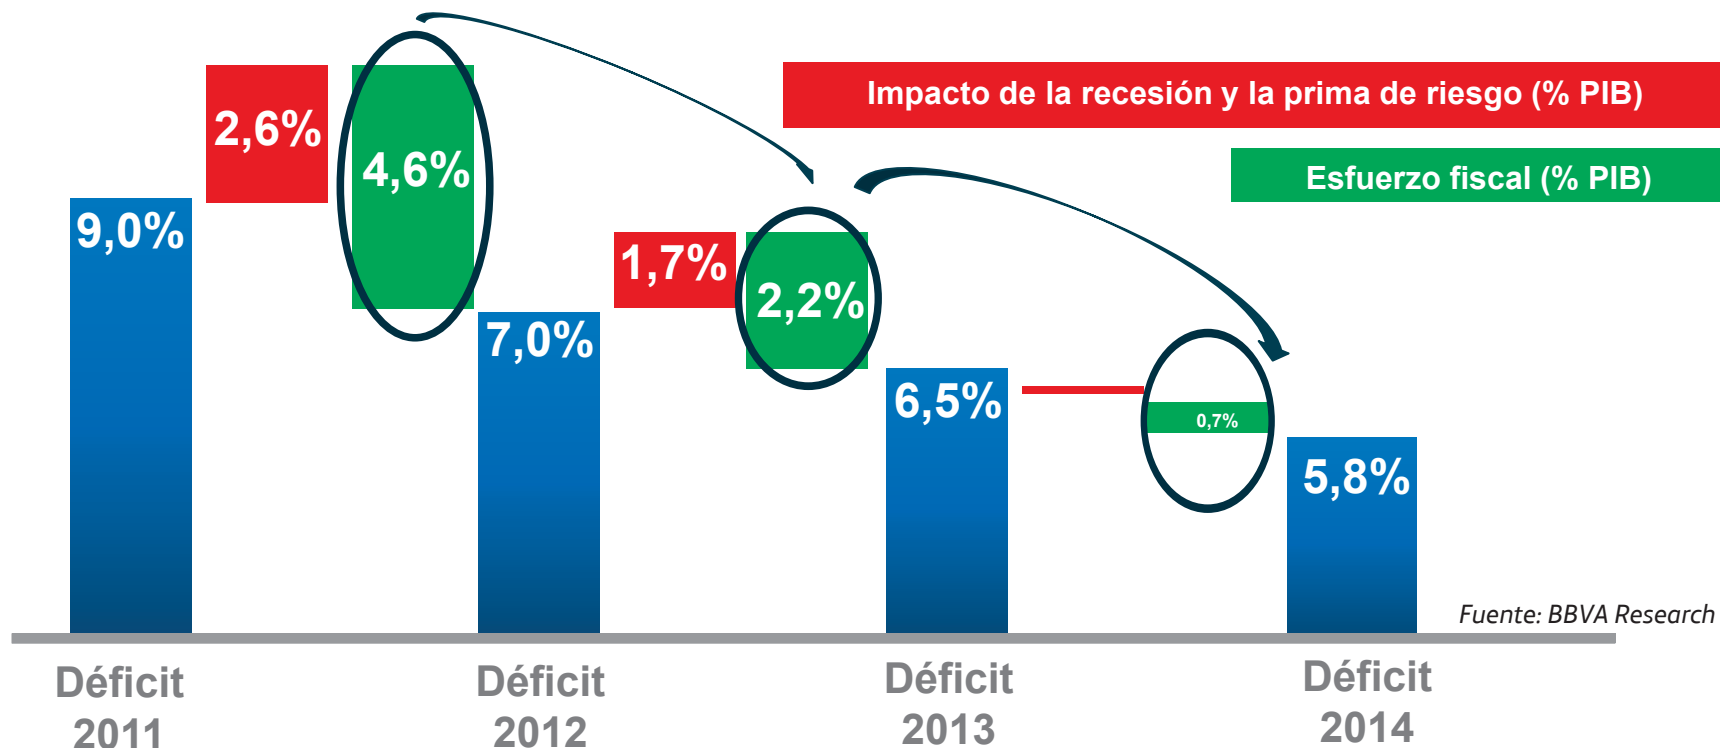 Impacto de la recesión y la prima de riesgo (% PIB)
Esfuerzo fiscal (% PIB)
2,6%
4,6%
9,0%
1,7%
2,2%
7,0%
6,5%
0,7%
5,8%
Fuente: BBVA Research
Déficit
2011
Déficit
2012
Déficit
2013
Déficit
2014